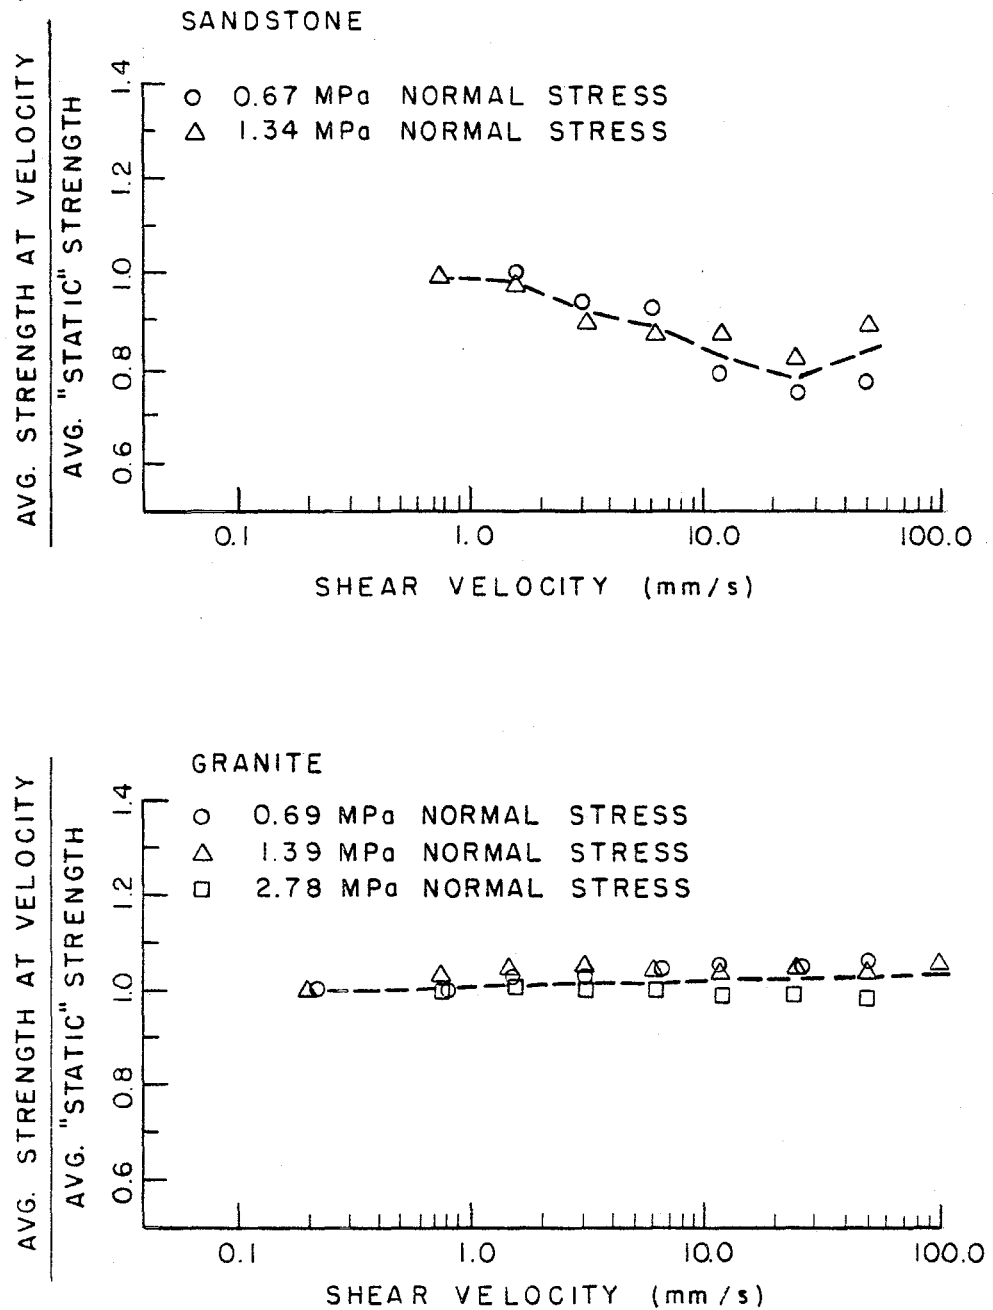 SANDSTONE
AVG. STRENGTH AT VELOCITY
AVG. "STATIC" STRENGTH
1.4
1.2
1.0
0.8
0.6
0.67 MPa NORMAL STRESS
1.34 MPa NORMAL STRESS
0.1 1.0 10.0 100.0
SHEAR VELOCITY (mm/s)
GRANITE
AVG. STRENGTH AT VELOCITY
AVG. "STATIC" STRENGTH
1.4
1.2
1.0
0.8
0.6
0.69 MPa NORMAL STRESS
1.39 MPa NORMAL STRESS
2.78 MPa NORMAL STRESS
0.1 1.0 10.0 100.0
SHEAR VELOCITY (mm/s)